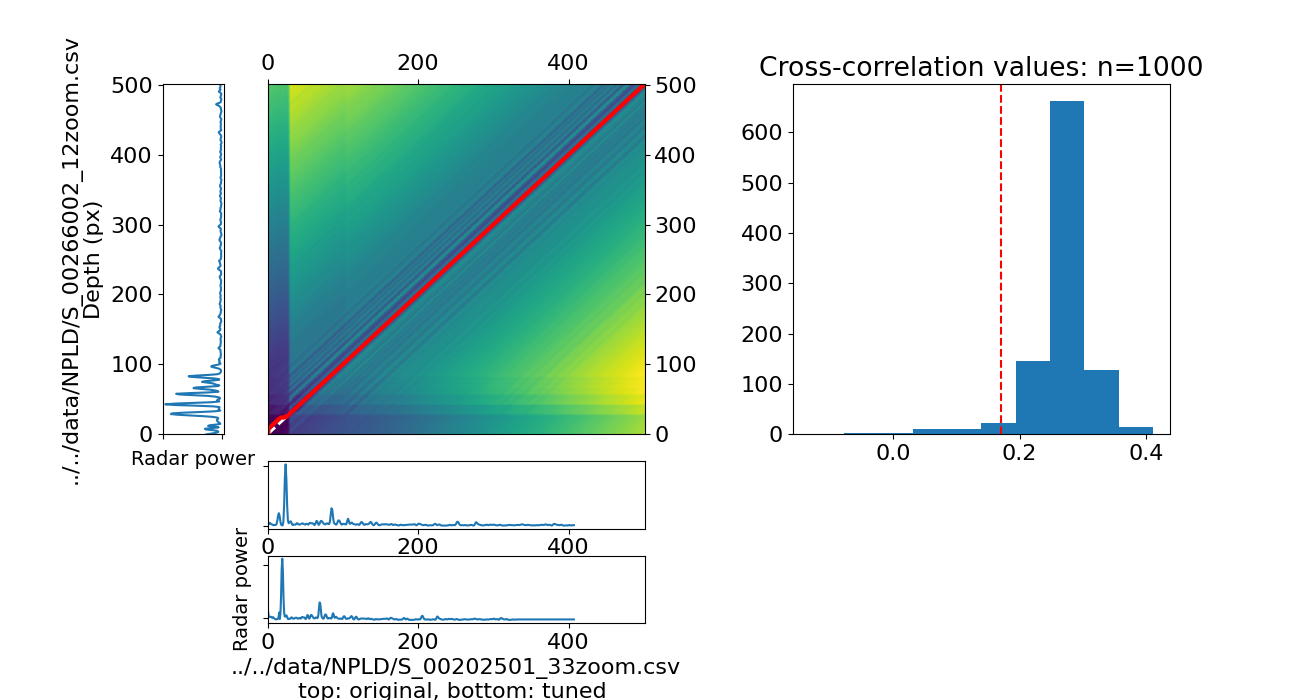 ../../data/NPLD/S_00266002_12zoom.csv
Depth (px)
0 200 400
500
400
300
200
100
0
Radar power
500
400
300
200
100
0
Cross-correlation values: n=1000
600
500
400
300
200
100
0
0.0 0.2 0.4
0 200 400
Radar power
0 200 400
../../data/NPLD/S_00202501_33zoom.csv
top: original, bottom: tuned